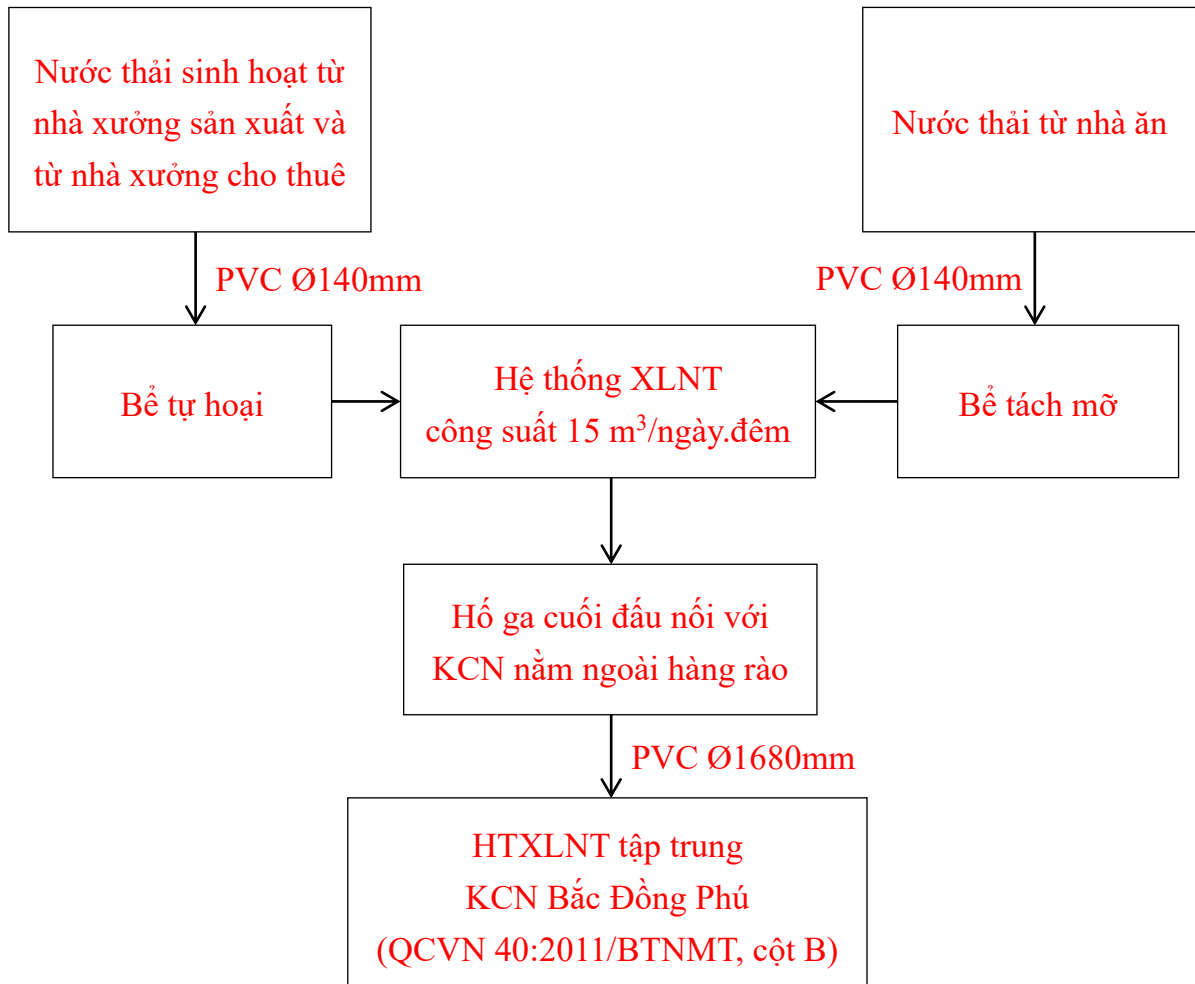 Nước thải sinh hoạt từ
nhà xưởng sản xuất và
từ nhà xưởng cho thuê
Nước thải từ nhà ăn
PVC Ø140mm
PVC Ø140mm
Bể tự hoại
Hệ thống XLNT
công suất 15 m³/ngày.đêm
Bể tách mỡ
Hố ga cuối đấu nối với
KCN nằm ngoài hàng rào
PVC Ø1680mm
HTXLNT tập trung
KCN Bắc Đồng Phú
(QCVN 40:2011/BTNMT, cột B)